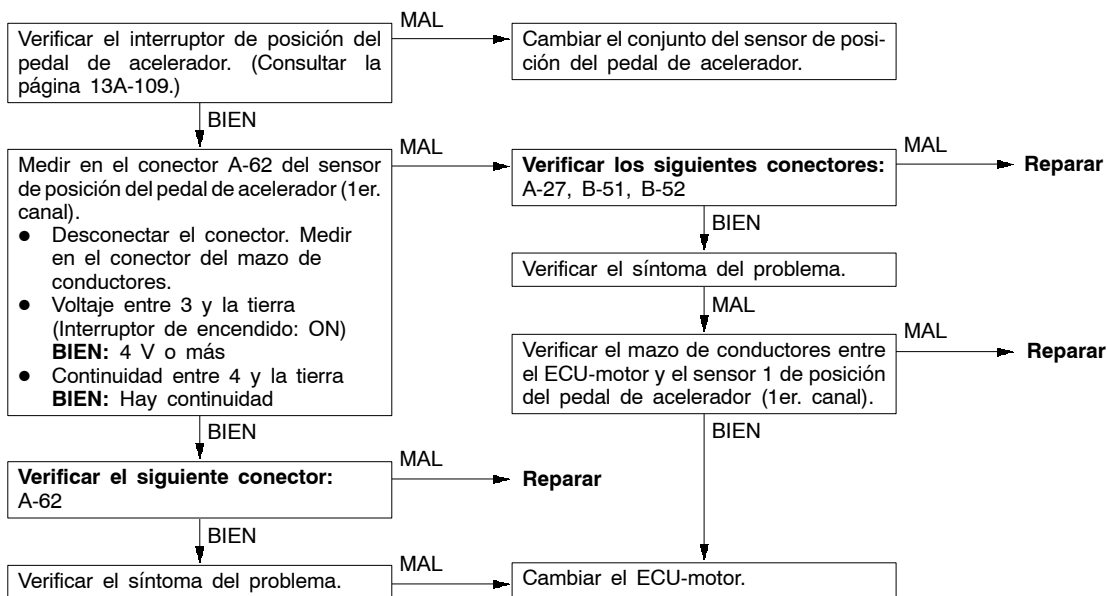 Verificar el interruptor de posición del
pedal de acelerador. (Consultar la
página 13A-109.)
MAL
Cambiar el conjunto del sensor de posi-
ción del pedal de acelerador.
BIEN
Medir en el conector A-62 del sensor
de posición del pedal de acelerador (1er.
canal).
● Desconectar el conector. Medir
en el conector del mazo de
conductores.
● Voltaje entre 3 y la tierra
(Interruptor de encendido: ON)
BIEN: 4 V o más
● Continuidad entre 4 y la tierra
BIEN: Hay continuidad
MAL
Verificar los siguientes conectores:
A-27, B-51, B-52
MAL
Reparar
BIEN
Verificar el síntoma del problema.
MAL
Verificar el mazo de conductores entre
el ECU-motor y el sensor 1 de posición
del pedal de acelerador (1er. canal).
MAL
Reparar
BIEN
BIEN
Verificar el siguiente conector:
A-62
MAL
Reparar
BIEN
Verificar el síntoma del problema.
MAL
Cambiar el ECU-motor.